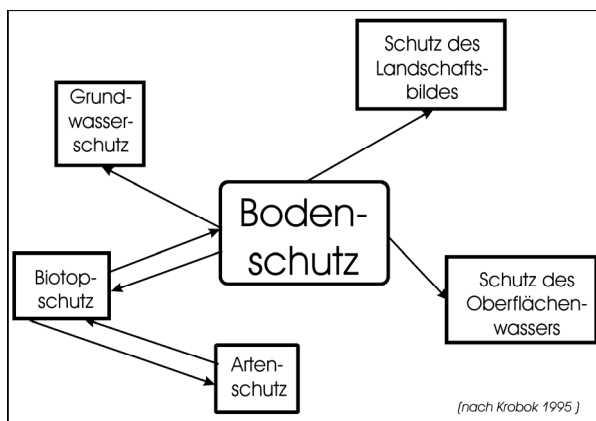 Schutz des
Landschafts-
bildes
Grund-
wasser-
schutz
Boden-
schutz
Biotop-
schutz
Schutz des
Oberflächen-
wassers
Arten-
schutz
(nach Krobok 1995 )